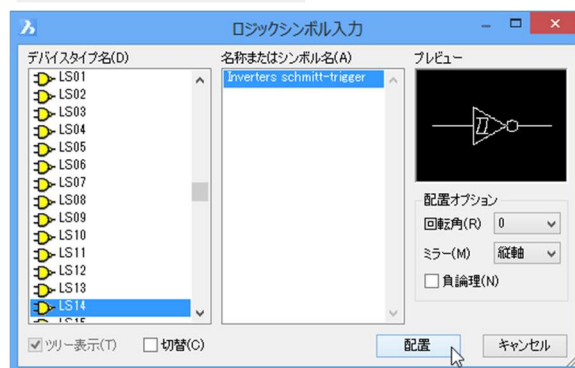 ロジックシンボル入力
デバイスタイプ名(D)
LS01
LS02
LS03
LS04
LS05
LS06
LS07
LS08
LS09
LS10
LS11
LS12
LS13
LS14
LS15
名称またはシンボル名(A)
Inverters schmitt-trigger
プレビュー
配置オプション
回転角(R) 0
ミラー(M) 縦軸
負論理(N)
ツリー表示(T) 切替(C)
配置 キャンセル